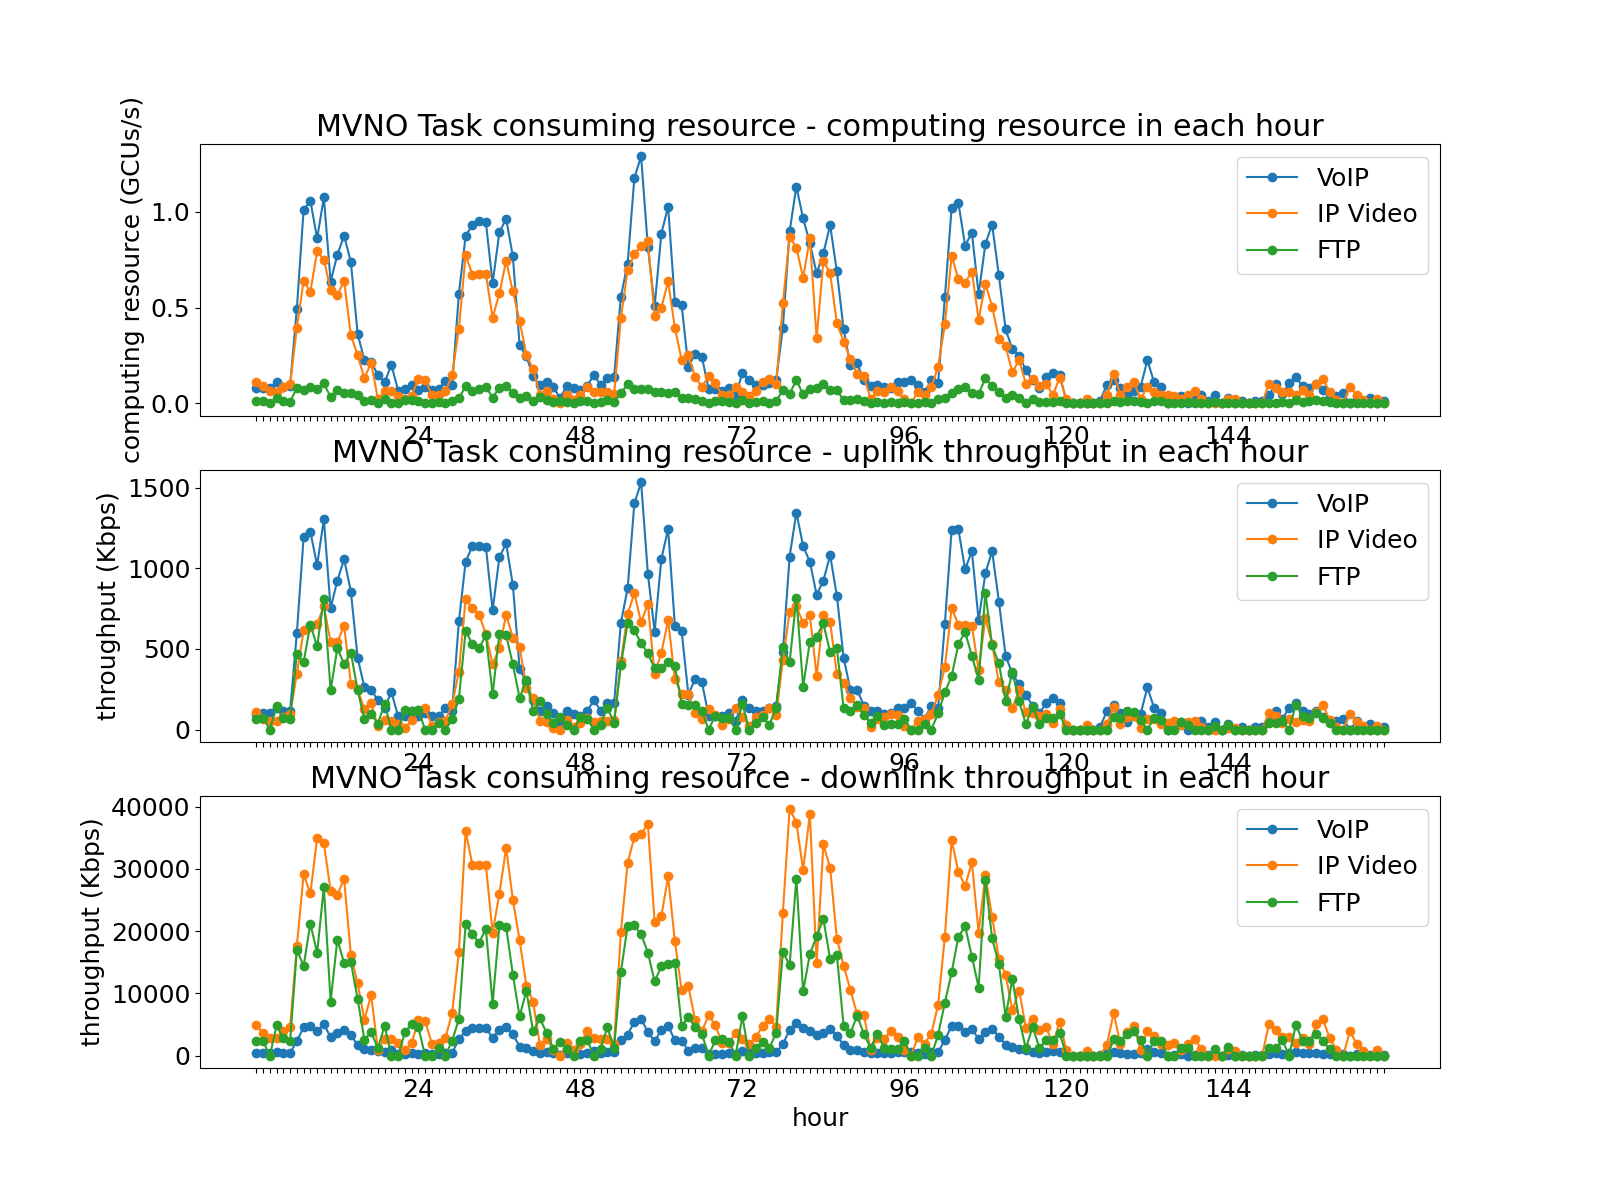 MVNO Task consuming resource - computing resource in each hour
computing resource (GCUs/s)
1.0
0.5
0.0
VoIP
IP Video
FTP
24 48 72 96 120 144
MVNO Task consuming resource - uplink throughput in each hour
throughput (Kbps)
1500
1000
500
0
VoIP
IP Video
FTP
24 48 72 96 120 144
MVNO Task consuming resource - downlink throughput in each hour
throughput (Kbps)
40000
30000
20000
10000
0
VoIP
IP Video
FTP
24 48 72 96 120 144
hour